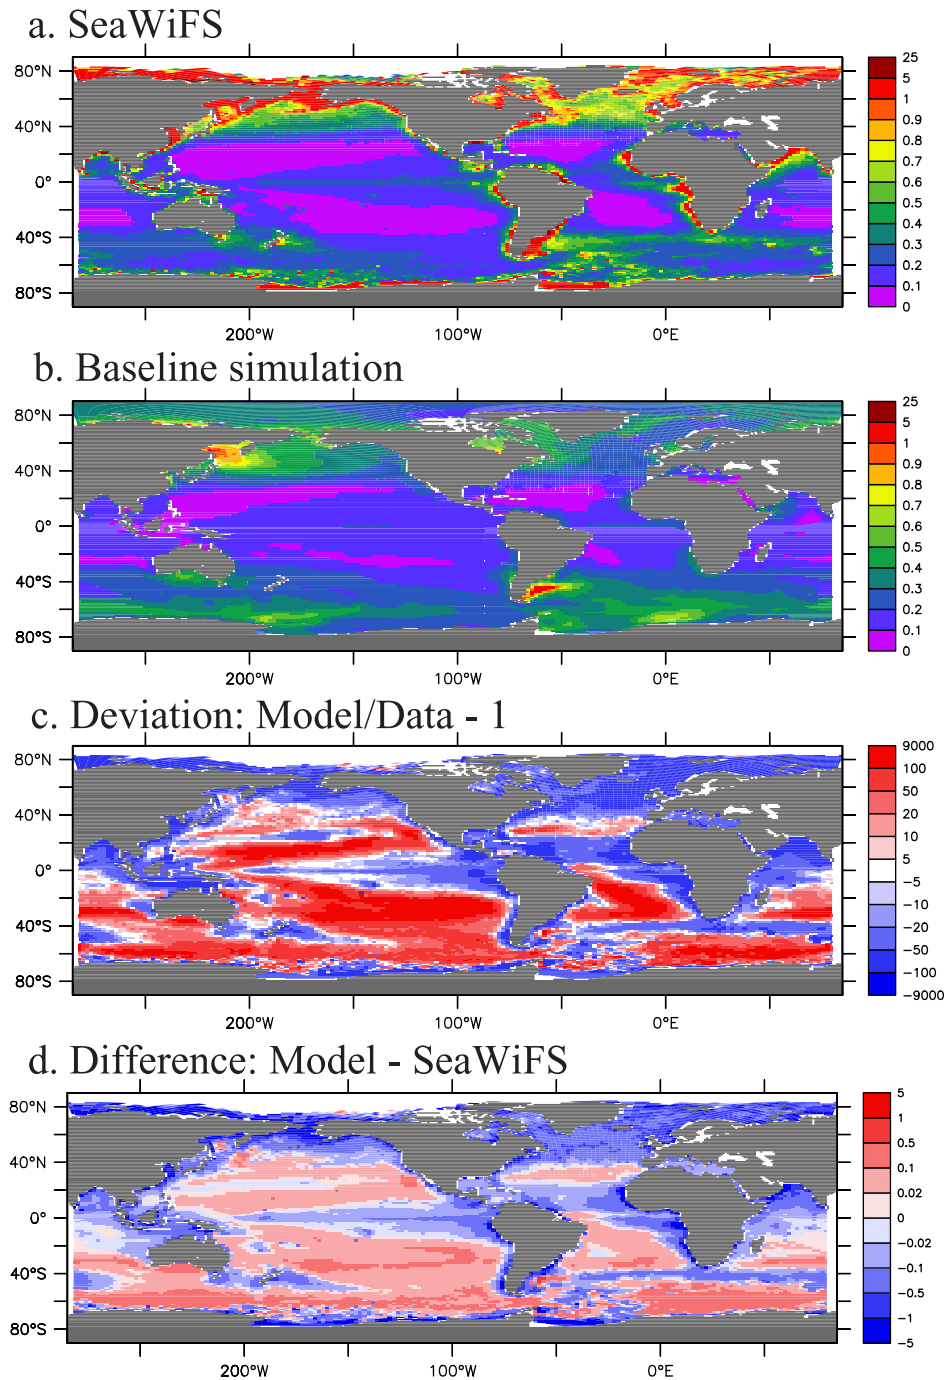 a. SeaWiFS
80°N
40°N
0°
40°S
80°S
200°W 100°W 0°E
25
5
1
0.9
0.8
0.7
0.6
0.5
0.4
0.3
0.2
0.1
0
b. Baseline simulation
80°N
40°N
0°
40°S
80°S
200°W 100°W 0°E
25
5
1
0.9
0.8
0.7
0.6
0.5
0.4
0.3
0.2
0.1
0
c. Deviation: Model/Data - 1
80°N
40°N
0°
40°S
80°S
200°W 100°W 0°E
9000
100
50
20
10
5
−5
−10
−20
−50
−100
−9000
d. Difference: Model - SeaWiFS
80°N
40°N
0°
40°S
80°S
200°W 100°W 0°E
5
1
0.5
0.1
0.02
0
−0.02
−0.1
−0.5
−1
−5